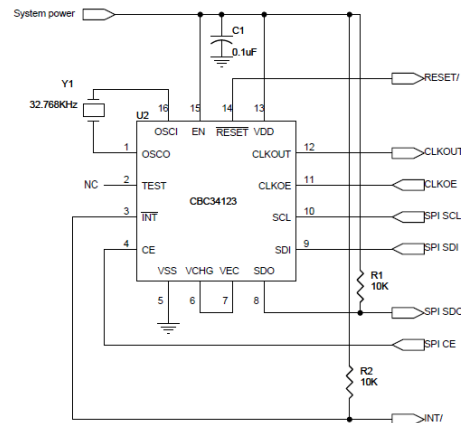 System power
C1
0.1uF
Y1
32.768KHz
16 15 14 13
U2
OSCI EN RESET VDD
RESET/
1 OSCO CLKOUT 12 CLKOUT
NC 2 TEST CLKOE 11 CLKOE
CBC34123
3 INT SCL 10 SPI SCL
4 CE SDI 9 SPI SDI
VSS VCHG VEC SDO
R1
10K
5 6 7 8
SPI SDO
SPI CE
R2
10K
INT/